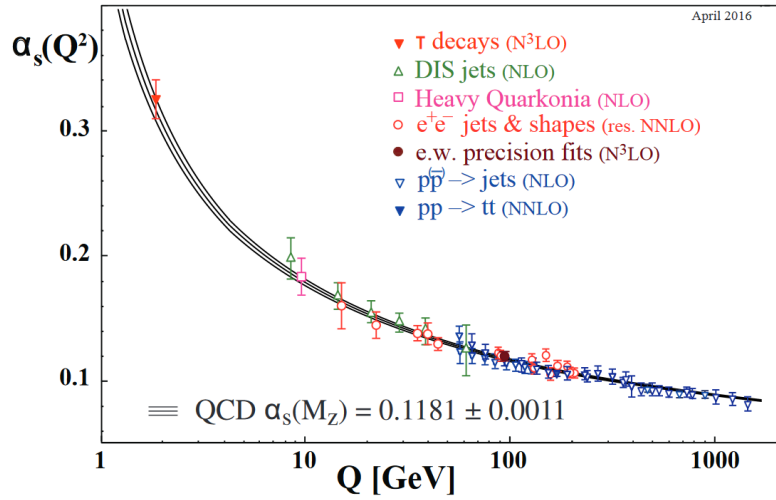 April 2016
αs(Q²)
τ decays (N³LO)
DIS jets (NLO)
Heavy Quarkonia (NLO)
e⁺e⁻ jets & shapes (res. NNLO)
e.w. precision fits (N³LO)
p(p̄) –> jets (NLO)
pp –> tt (NNLO)
0.3
0.2
0.1
QCD αs(Mz) = 0.1181 ± 0.0011
1 10 100 1000
Q [GeV]